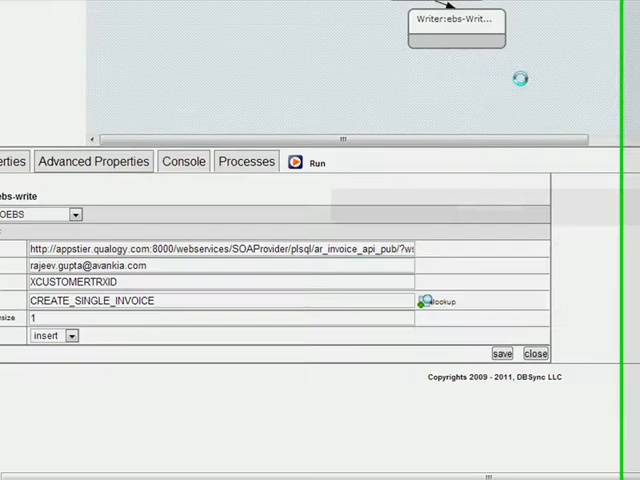 Writer:ebs-Writ...
erties
Advanced Properties
Console
Processes
Run
ebs-write
OEBS
http://appstier.qualogy.com:8000/webservices/SOAProvider/plsql/ar_invoice_api_pub/?ws
rajeev.gupta@avankia.com
XCUSTOMERTRXID
CREATE_SINGLE_INVOICE
lookup
size 1
insert
save close
Copyrights 2009 - 2011, DBSync LLC